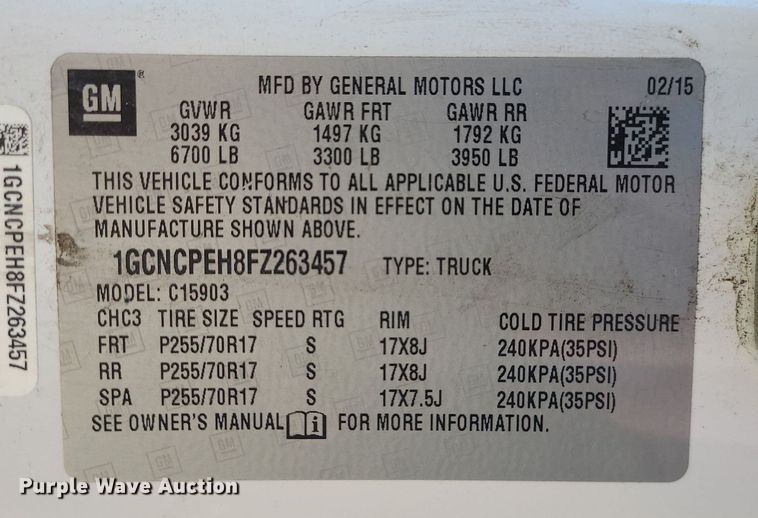 GM®
MFD BY GENERAL MOTORS LLC 02/15
GVWR GAWR FRT GAWR RR
3039 KG 1497 KG 1792 KG
6700 LB 3300 LB 3950 LB
THIS VEHICLE CONFORMS TO ALL APPLICABLE U.S. FEDERAL MOTOR
VEHICLE SAFETY STANDARDS IN EFFECT ON THE DATE OF
MANUFACTURE SHOWN ABOVE.
1GCNCPEH8FZ263457 TYPE: TRUCK
MODEL: C15903
CHC3 TIRE SIZE SPEED RTG RIM COLD TIRE PRESSURE
FRT P255/70R17 S 17X8J 240KPA(35PSI)
RR P255/70R17 S 17X8J 240KPA(35PSI)
SPA P255/70R17 S 17X7.5J 240KPA(35PSI)
SEE OWNER'S MANUAL i FOR MORE INFORMATION.
1GCNCPEH8FZ263457
Purple Wave Auction